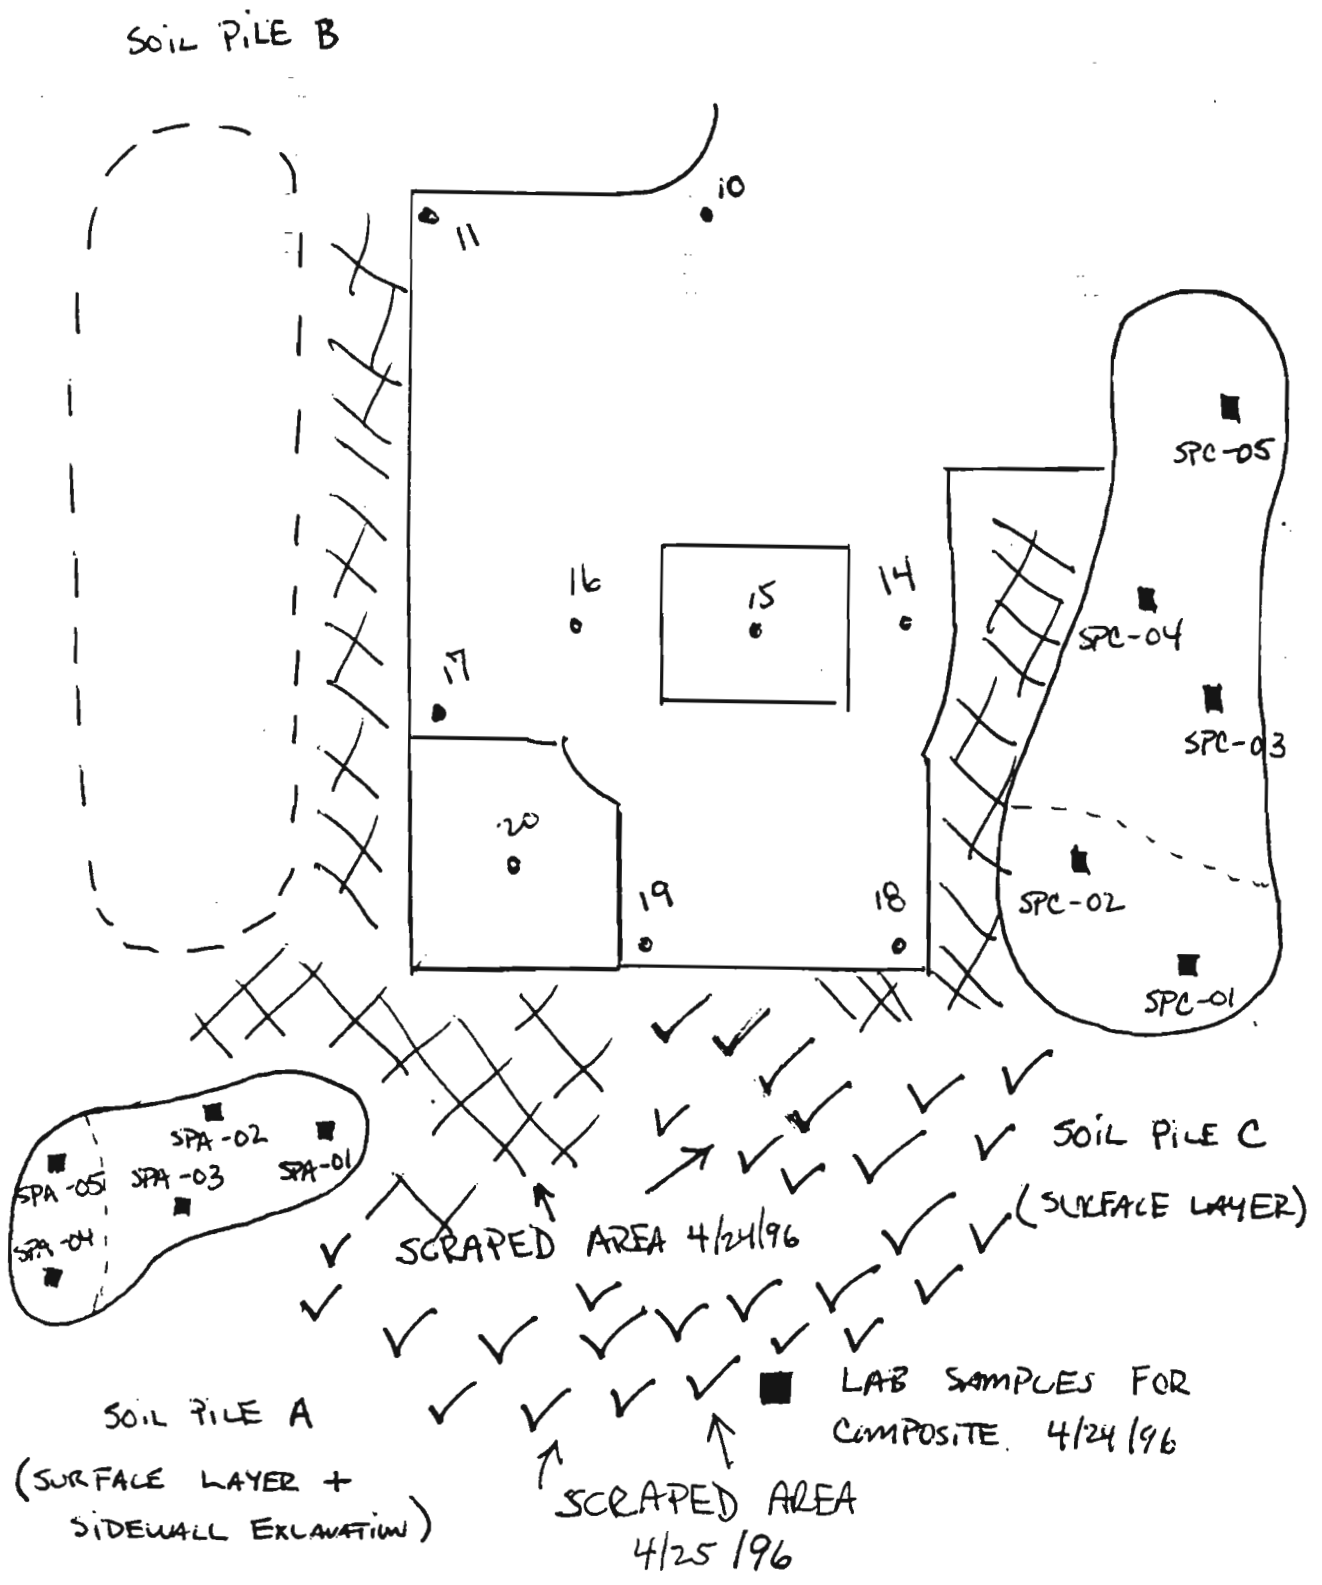 SOIL PILE B
10
11
SPC-05
16
15
14
SPC-04
17
SPC-03
20
19
18
SPC-02
SPC-01
SPA-02
SPA-01
SPA-05
SPA-03
SPA-04
SOIL PILE C
(SURFACE LAYER)
SCRAPED AREA 4/24/96
LAB SAMPLES FOR
COMPOSITE. 4/24/96
SOIL PILE A
(SURFACE LAYER +
SIDEWALL EXCAVATION)
SCRAPED AREA
4/25/96